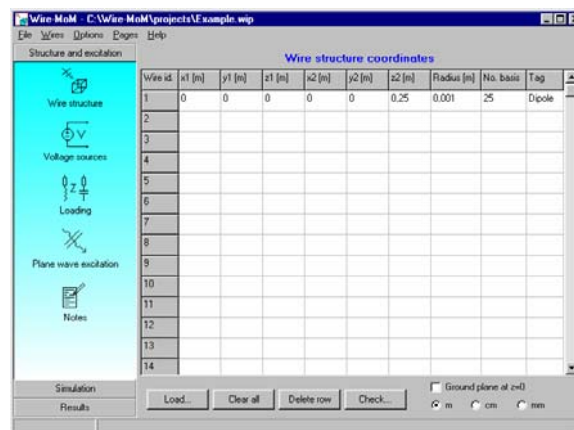 Wire-MoM - C:\Wire-MoM\projects\Example.wip
File Wires Options Pages Help
Structure and excitation
Wire structure
Voltage sources
Loading
Plane wave excitation
Notes
Simulation
Results
Wire structure coordinates
Wire id. x1 [m] y1 [m] z1 [m] x2 [m] y2 [m] z2 [m] Radius [m] No. basis Tag
1 0 0 0 0 0 0.25 0.001 25 Dipole
2
3
4
5
6
7
8
9
10
11
12
13
14
Load... Clear all Delete row Check...
Ground plane at z=0
m cm mm